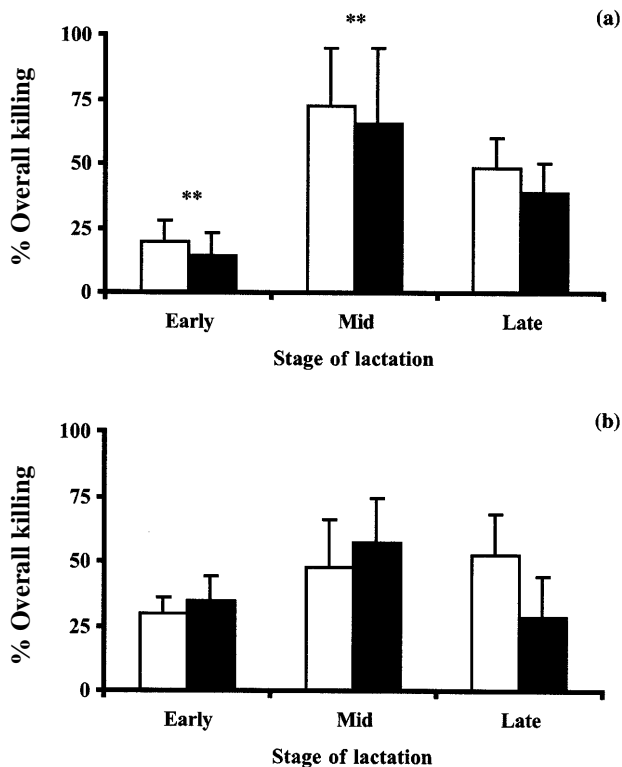 (a)
**
**
% Overall killing
100
75
50
25
0
Early Mid Late
Stage of lactation
(b)
% Overall killing
100
75
50
25
0
Early Mid Late
Stage of lactation